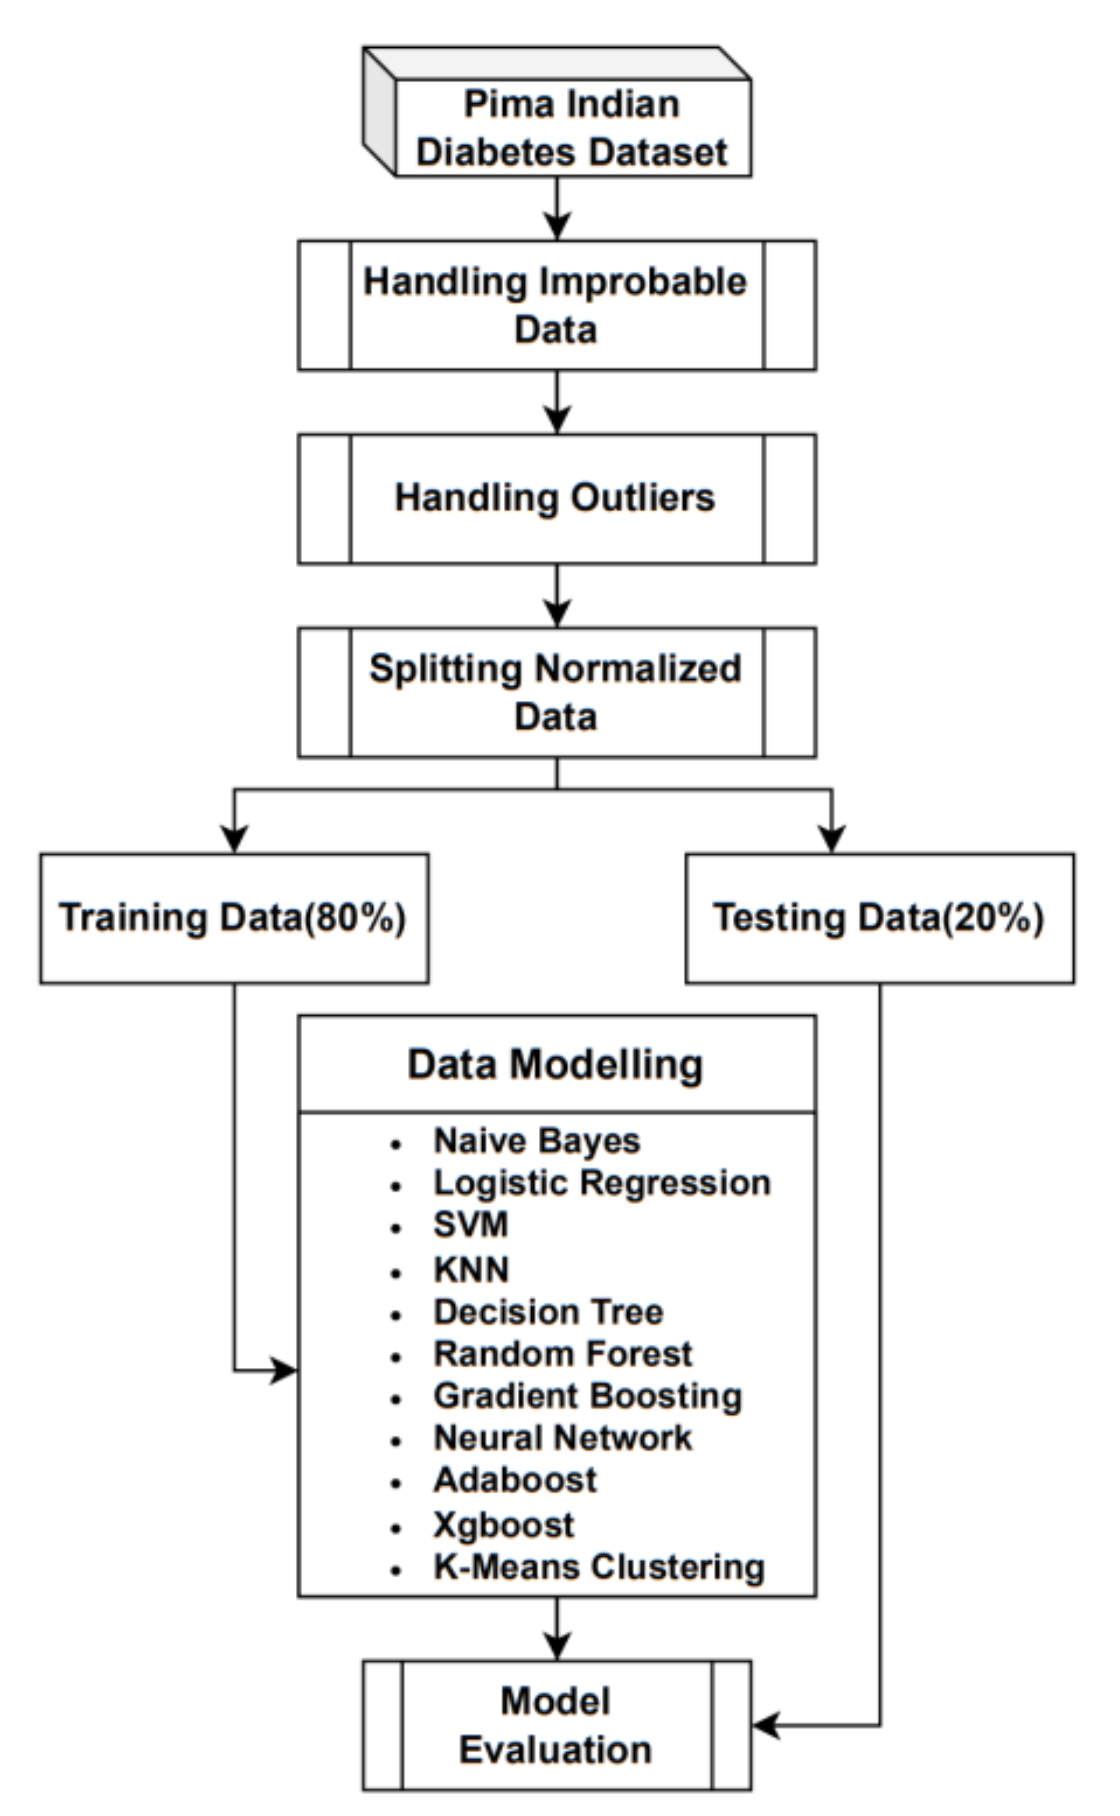 Pima Indian
Diabetes Dataset
Handling Improbable
Data
Handling Outliers
Splitting Normalized
Data
Training Data(80%)
Testing Data(20%)
Data Modelling
• Naive Bayes
• Logistic Regression
• SVM
• KNN
• Decision Tree
• Random Forest
• Gradient Boosting
• Neural Network
• Adaboost
• Xgboost
• K-Means Clustering
Model
Evaluation